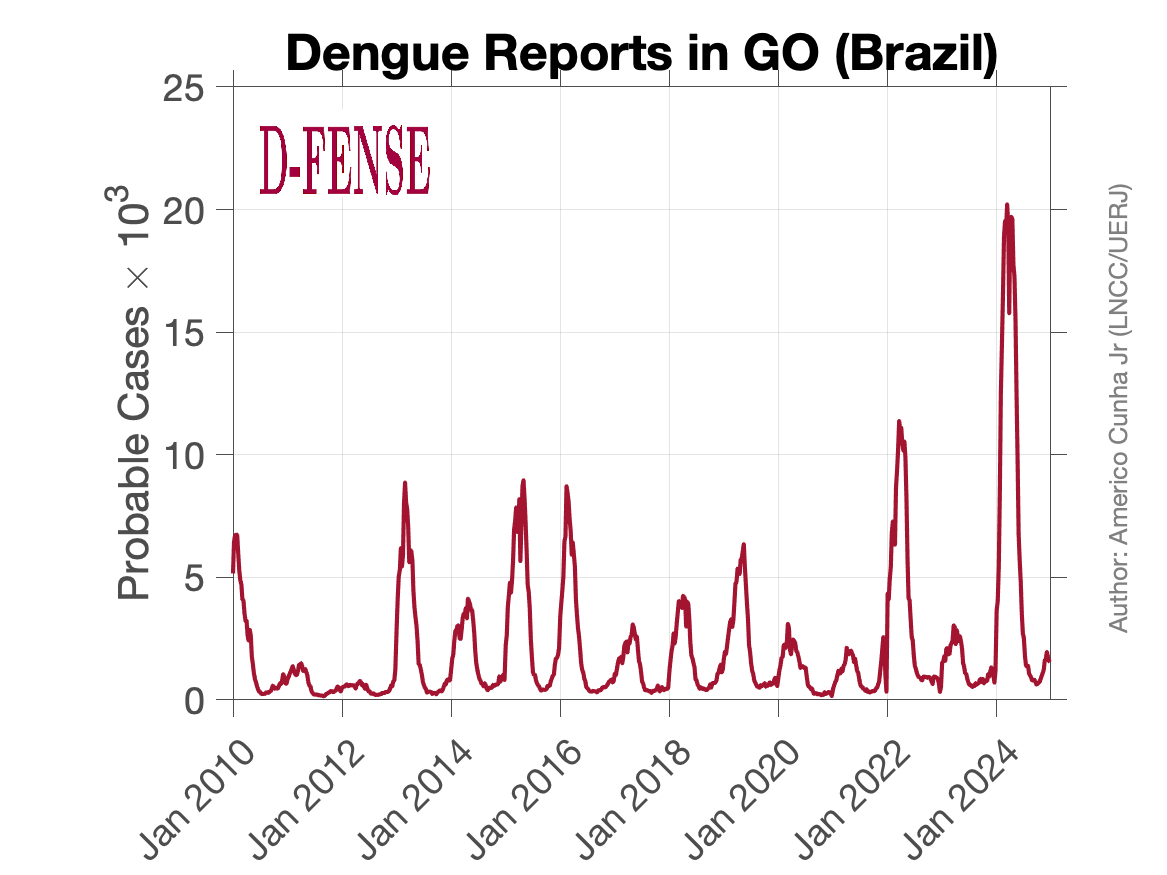 Dengue Reports in GO (Brazil)
D-FENSE
Probable Cases × 10³
25
20
15
10
5
0
Jan 2010
Jan 2012
Jan 2014
Jan 2016
Jan 2018
Jan 2020
Jan 2022
Jan 2024
Author: Americo Cunha Jr (LNCC/UERJ)